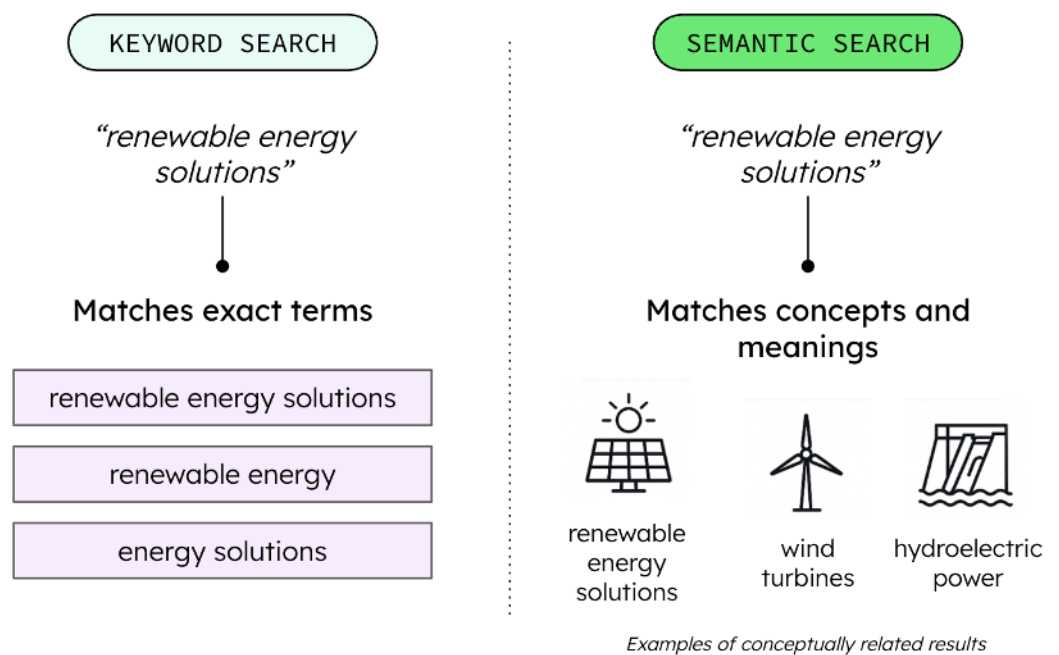 KEYWORD SEARCH
“renewable energy
solutions”
Matches exact terms
renewable energy solutions
renewable energy
energy solutions
SEMANTIC SEARCH
“renewable energy
solutions”
Matches concepts and
meanings
renewable
energy
solutions
wind
turbines
hydroelectric
power
Examples of conceptually related results